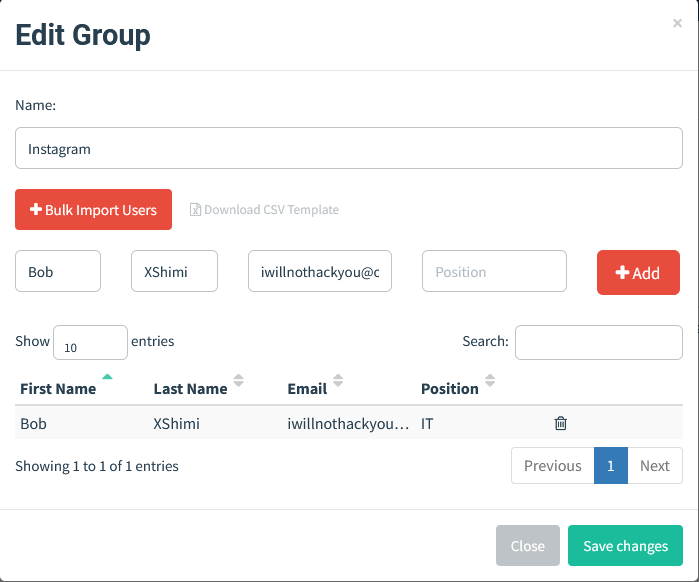 Edit Group
×
Name:
Instagram
Bulk Import Users Download CSV Template
Bob XShimi iwillnothackyou@c Position Add
Show 10 entries Search:
First Name Last Name Email Position
Bob XShimi iwillnothackyou... IT
Showing 1 to 1 of 1 entries Previous 1 Next
Close Save changes